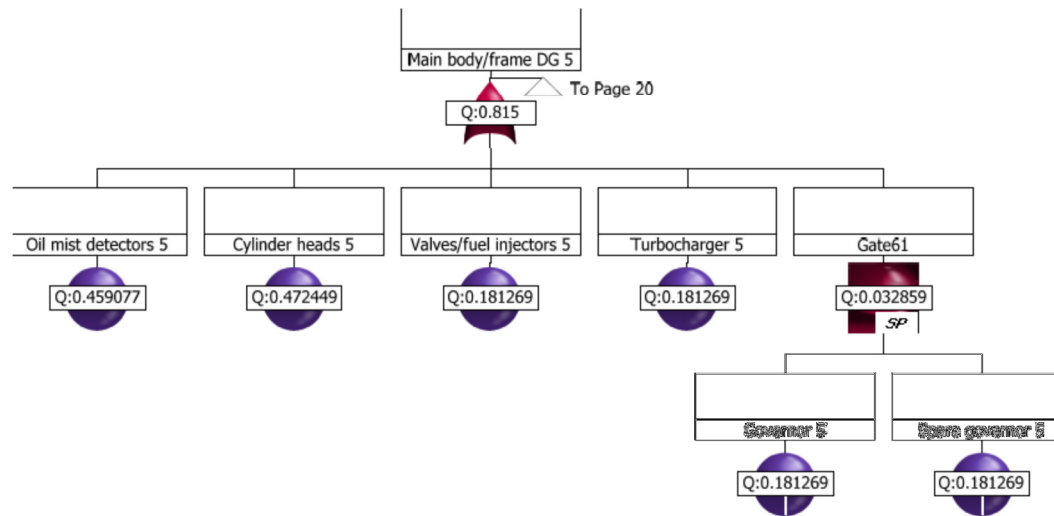 Main body/frame DG 5
To Page 20
Q:0.815
Oil mist detectors 5
Cylinder heads 5
Valves/fuel injectors 5
Turbocharger 5
Gate61
Q:0.459077
Q:0.472449
Q:0.181269
Q:0.181269
Q:0.032859
SP
Governor 5
Spare governor 5
Q:0.181269
Q:0.181269